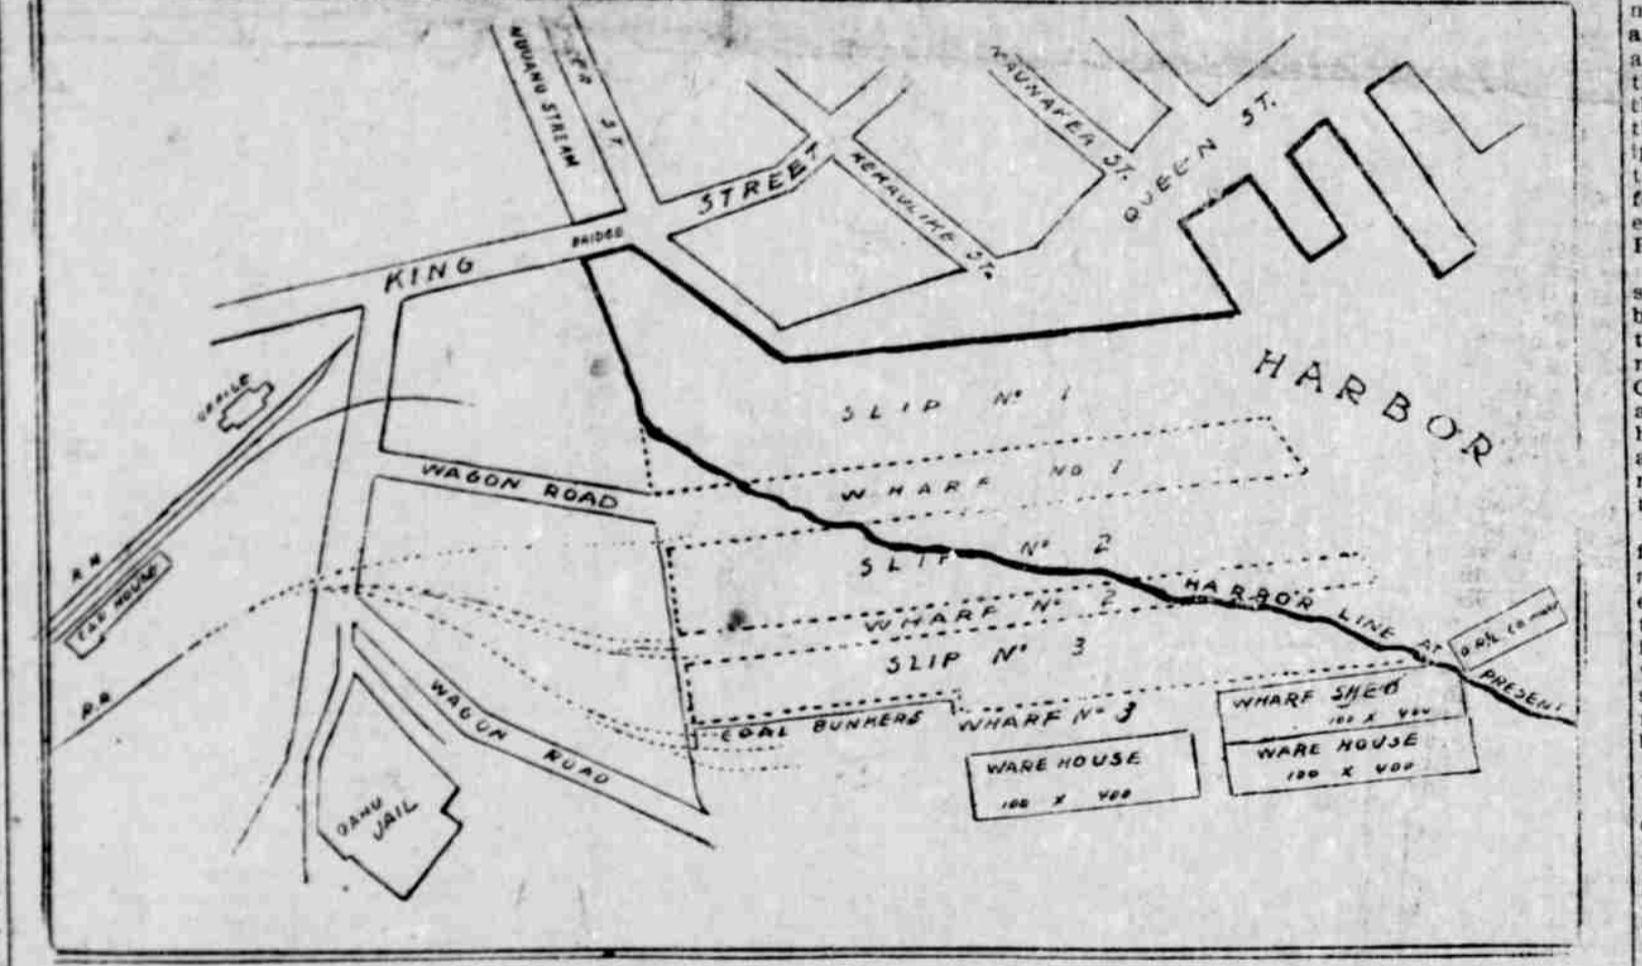 NUUANU STREAM
ST.
MAUNAKEA ST.
QUEEN ST.
KING STREET
BRIDGE
KEKAULIKE ST.
HARBOR
SLIP No 1
WHARF No 1
WAGON ROAD
SLIP No 2
WHARF No 2
HARBOR LINE AT PRESENT
SLIP No 3
COAL BUNKERS
WHARF No 3
WHARF SHED
100 X 400
WARE HOUSE
100 X 400
WARE HOUSE
100 X 400
R.R.
WAGON ROAD
OAHU
JAIL